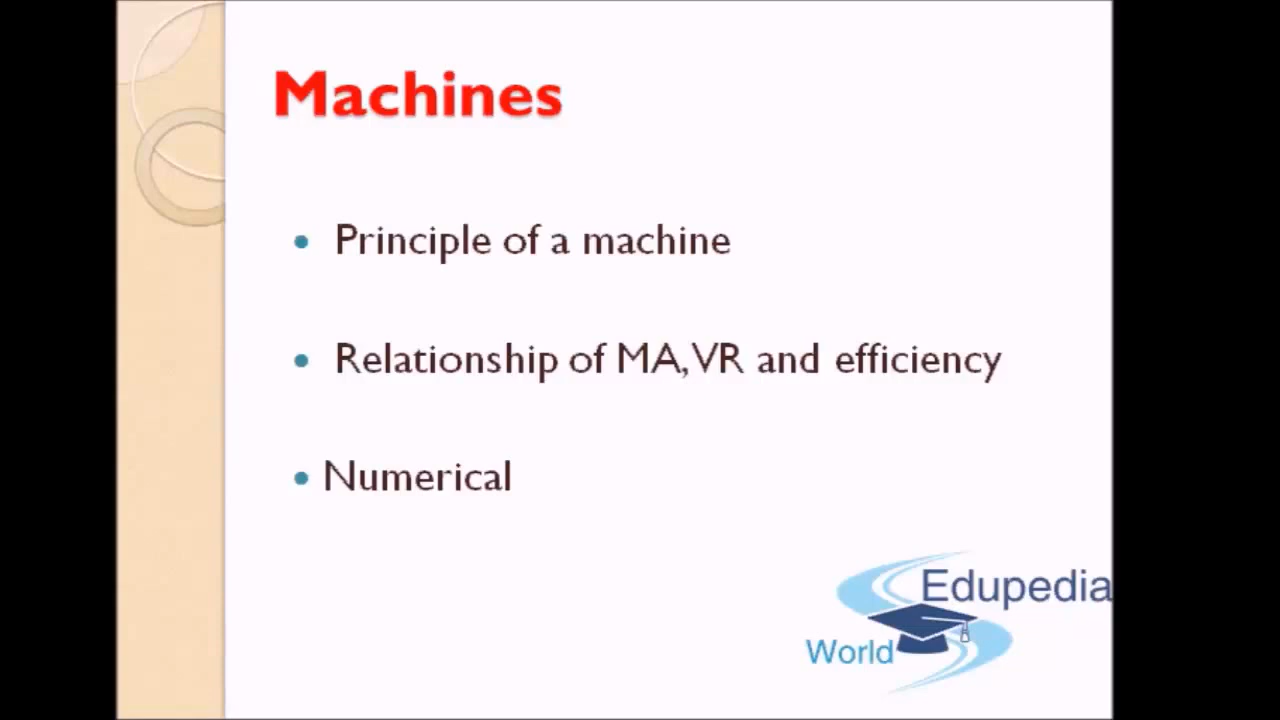 Machines
• Principle of a machine
• Relationship of MA, VR and efficiency
• Numerical
Edupedia
World